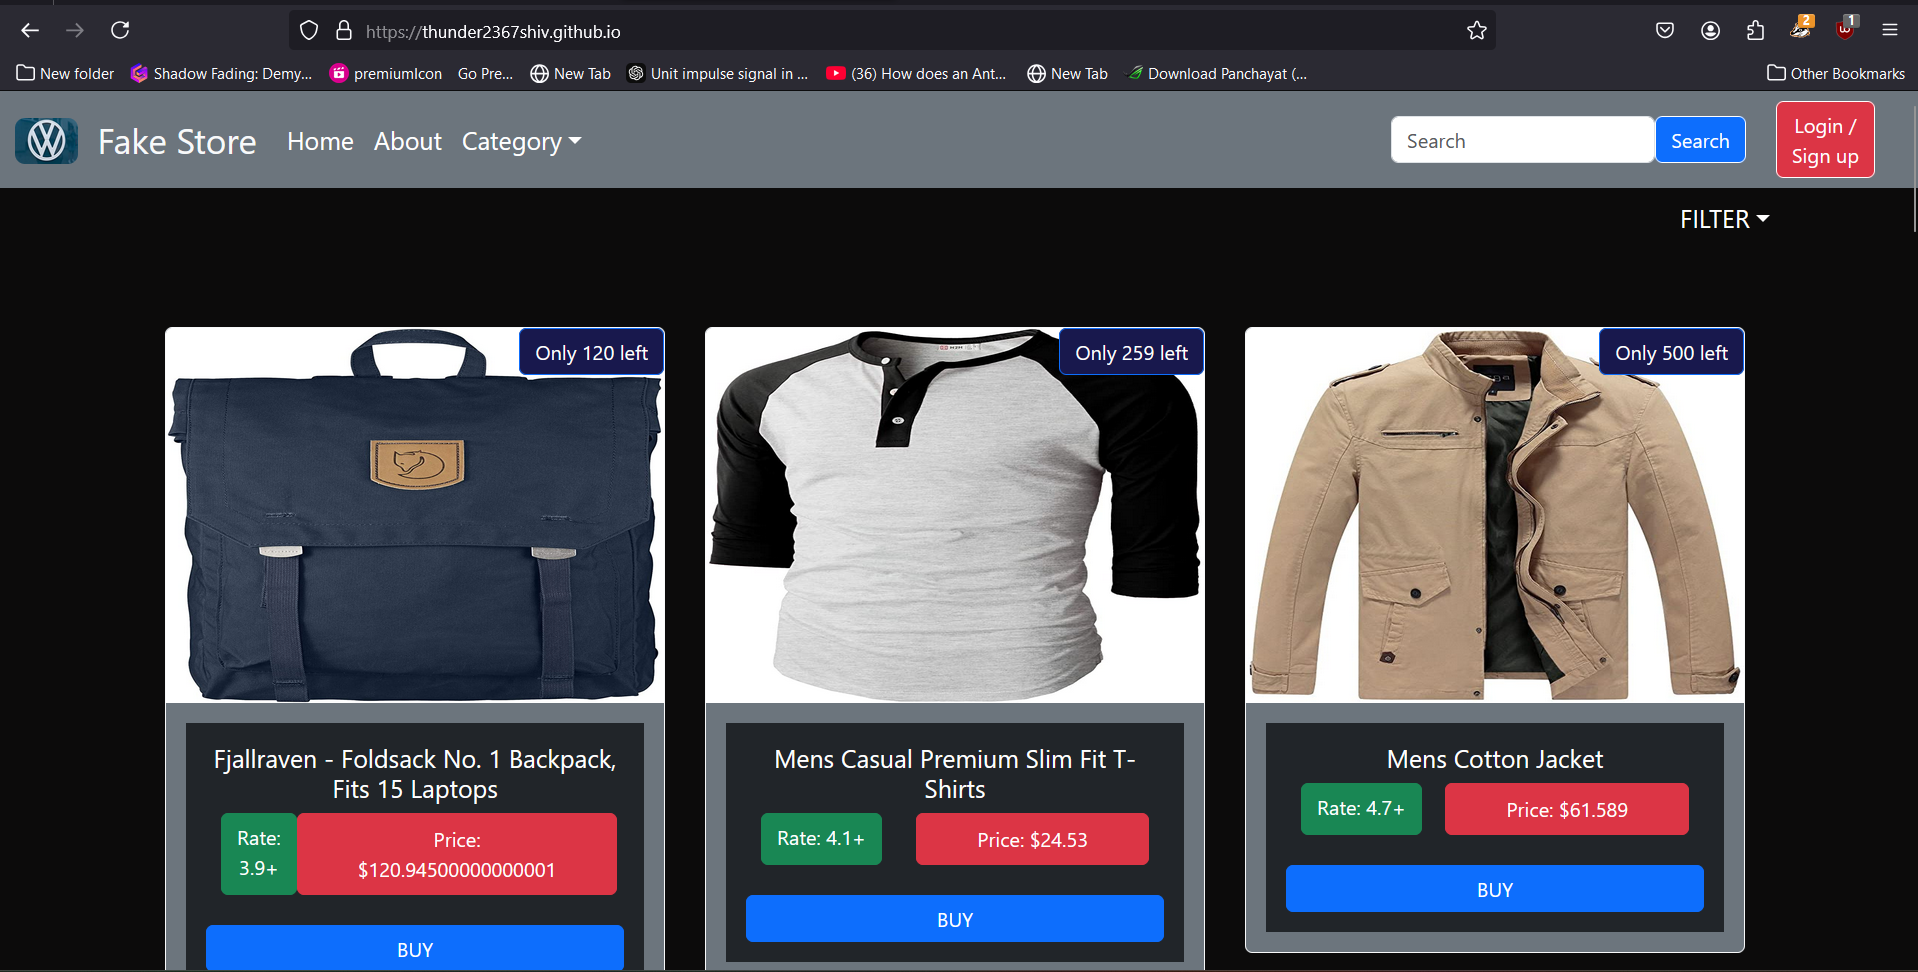 https://thunder2367shiv.github.io
2
1
New folder
Shadow Fading: Demy...
premiumIcon
Go Pre...
New Tab
Unit impulse signal in ...
(36) How does an Ant...
New Tab
Download Panchayat (...
Other Bookmarks
Fake Store
Home
About
Category
Search
Search
Login /
Sign up
FILTER
Only 120 left
Only 259 left
Only 500 left
Fjallraven - Foldsack No. 1 Backpack,
Fits 15 Laptops
Rate:
3.9+
Price:
$120.94500000000001
BUY
Mens Casual Premium Slim Fit T-
Shirts
Rate: 4.1+
Price: $24.53
BUY
Mens Cotton Jacket
Rate: 4.7+
Price: $61.589
BUY